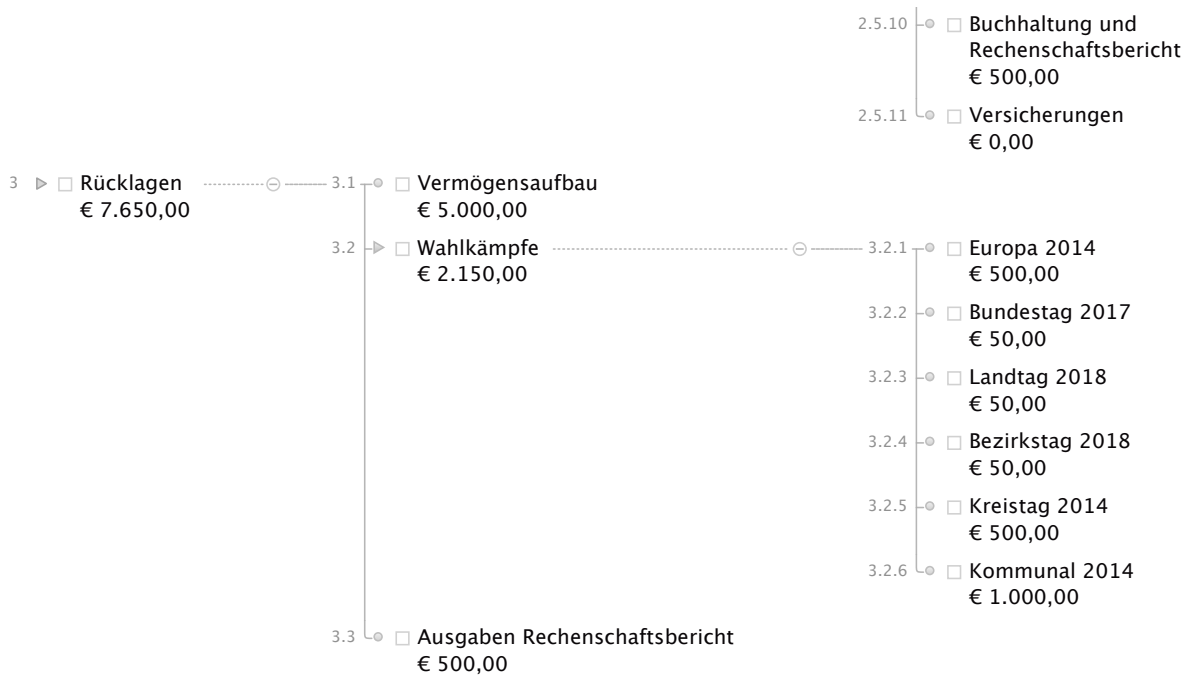 2.5.10 Buchhaltung und
Rechenschaftsbericht
€ 500,00
2.5.11 Versicherungen
€ 0,00
3 Rücklagen
€ 7.650,00
3.1 Vermögensaufbau
€ 5.000,00
3.2 Wahlkämpfe
€ 2.150,00
3.2.1 Europa 2014
€ 500,00
3.2.2 Bundestag 2017
€ 50,00
3.2.3 Landtag 2018
€ 50,00
3.2.4 Bezirkstag 2018
€ 50,00
3.2.5 Kreistag 2014
€ 500,00
3.2.6 Kommunal 2014
€ 1.000,00
3.3 Ausgaben Rechenschaftsbericht
€ 500,00